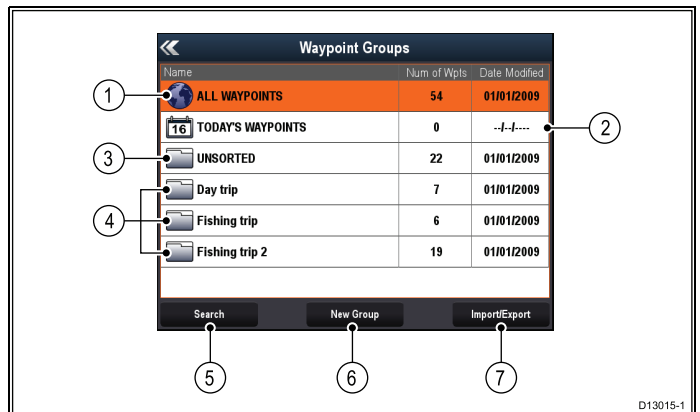 Waypoint Groups
Name Num of Wpts Date Modified
1 ALL WAYPOINTS 54 01/01/2009
16 TODAY'S WAYPOINTS 0 --/--/---- 2
3 UNSORTED 22 01/01/2009
Day trip 7 01/01/2009
4 Fishing trip 6 01/01/2009
Fishing trip 2 19 01/01/2009
Search New Group Import/Export
5 6 7
D13015-1